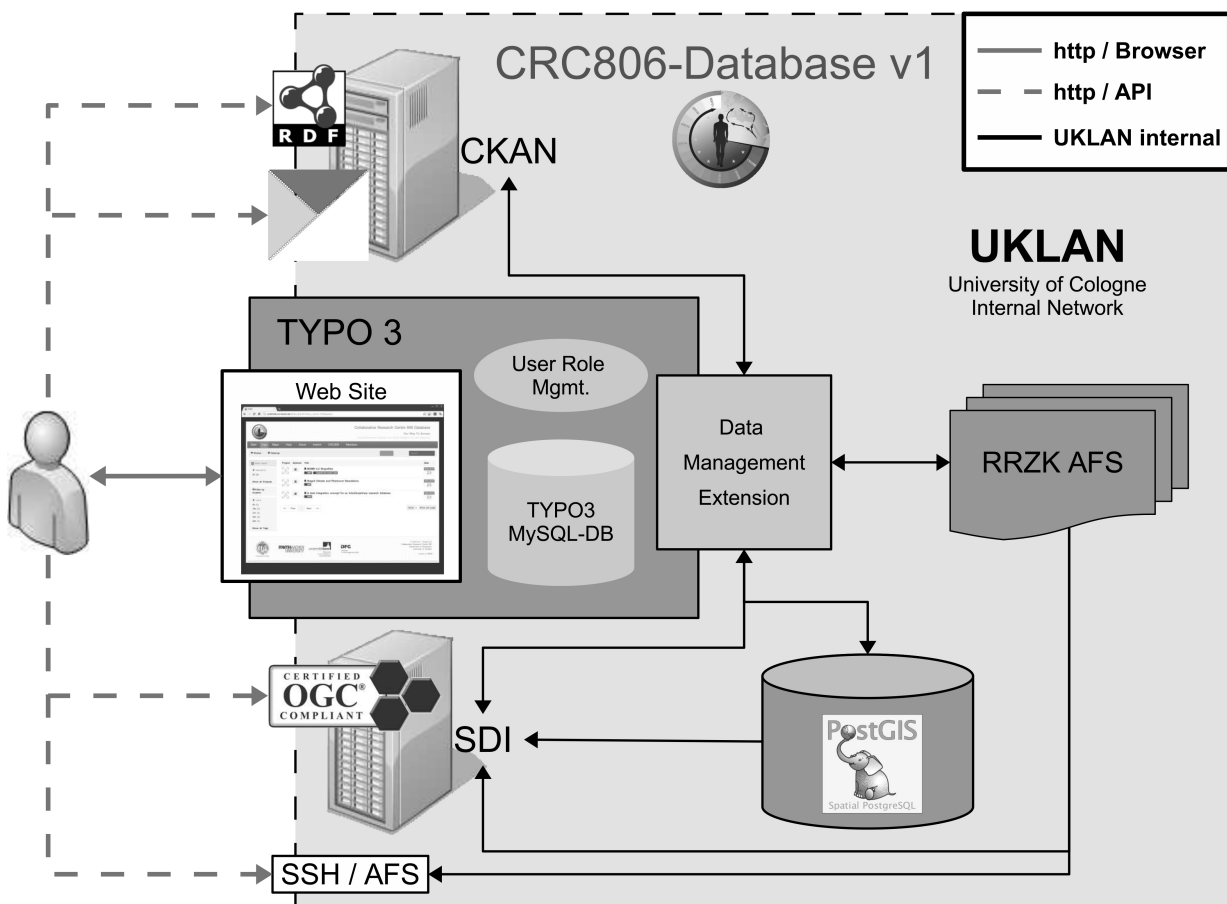 CRC806-Database v1
http / Browser
http / API
UKLAN internal
RDF
CKAN
UKLAN
University of Cologne
Internal Network
TYPO 3
User Role
Mgmt.
Web Site
Data
Management
Extension
RRZK AFS
TYPO3
MySQL-DB
CERTIFIED
OGC®
COMPLIANT
SDI
PostGIS
Spatial PostgreSQL
SSH / AFS